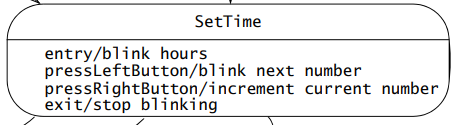 SetTime
entry/blink hours
pressLeftButton/blink next number
pressRightButton/increment current number
exit/stop blinking